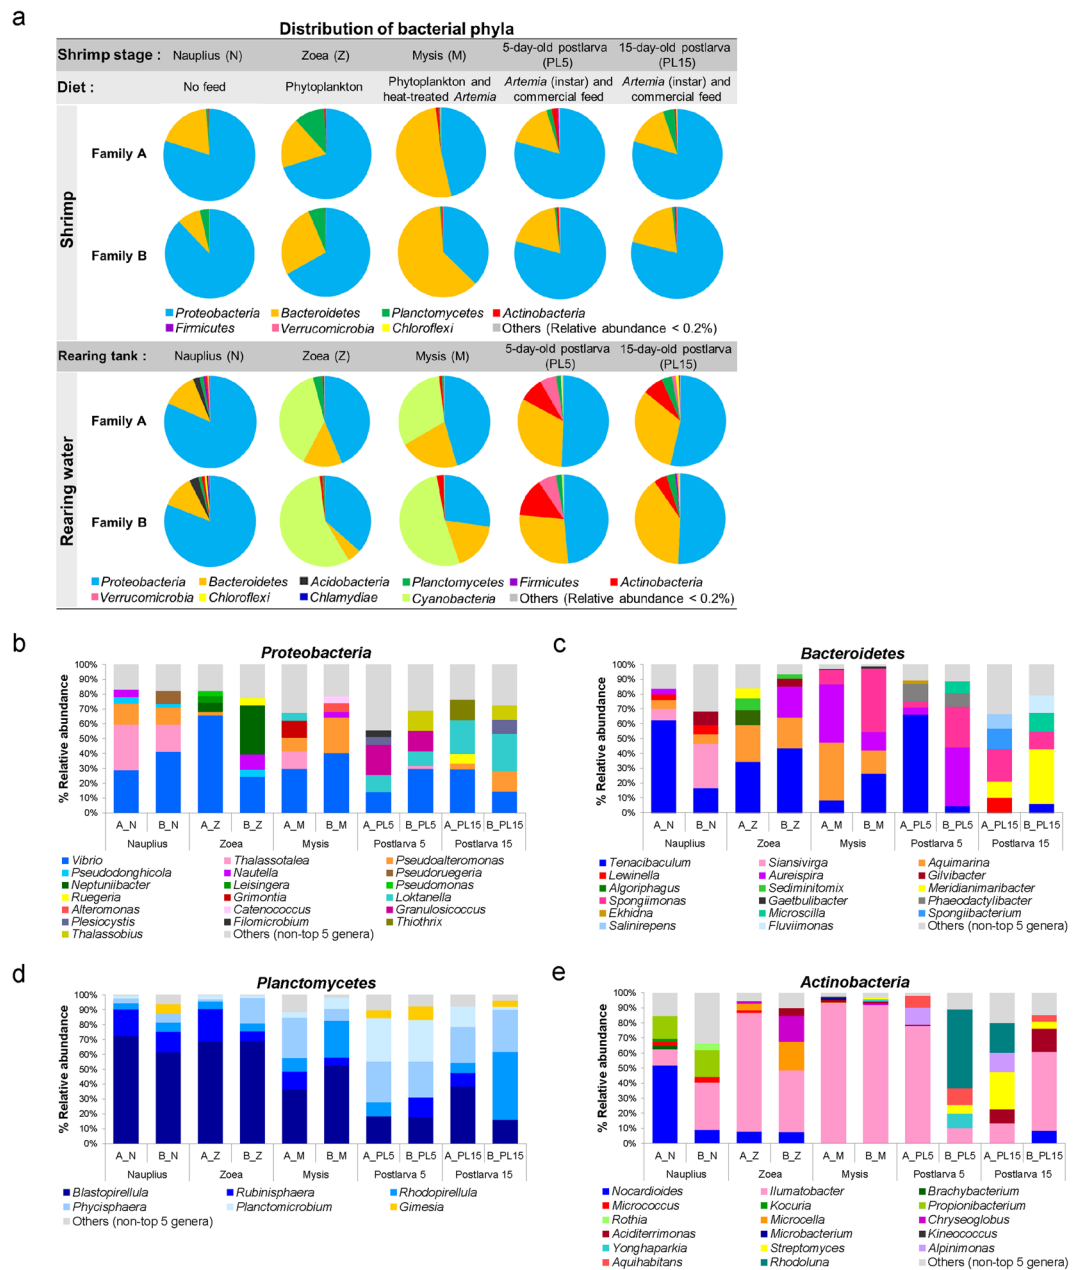 a
Distribution of bacterial phyla
Shrimp stage : Nauplius (N) Zoea (Z) Mysis (M) 5-day-old postlarva (PL5) 15-day-old postlarva (PL15)
Diet : No feed Phytoplankton Phytoplankton and heat-treated Artemia Artemia (instar) and commercial feed Artemia (instar) and commercial feed
Shrimp
Family A
Family B
Proteobacteria Bacteroidetes Planctomycetes Actinobacteria
Firmicutes Verrucomicrobia Chloroflexi Others (Relative abundance < 0.2%)
Rearing tank : Nauplius (N) Zoea (Z) Mysis (M) 5-day-old postlarva (PL5) 15-day-old postlarva (PL15)
Rearing water
Family A
Family B
Proteobacteria Bacteroidetes Acidobacteria Planctomycetes Firmicutes Actinobacteria
Verrucomicrobia Chloroflexi Chlamydiae Cyanobacteria Others (Relative abundance < 0.2%)
b
Proteobacteria
% Relative abundance
100%
90%
80%
70%
60%
50%
40%
30%
20%
10%
0%
A_N B_N A_Z B_Z A_M B_M A_PL5 B_PL5 A_PL15 B_PL15
Nauplius Zoea Mysis Postlarva 5 Postlarva 15
Vibrio Thalassotalea Pseudoalteromonas
Pseudodonghicola Nautella Pseudoruegeria
Neptuniibacter Leisingera Pseudomonas
Ruegeria Grimontia Loktanella
Alteromonas Catenococcus Granulosicoccus
Plesiocystis Filomicrobium Thiothrix
Thalassobius Others (non-top 5 genera)
c
Bacteroidetes
% Relative abundance
100%
90%
80%
70%
60%
50%
40%
30%
20%
10%
0%
A_N B_N A_Z B_Z A_M B_M A_PL5 B_PL5 A_PL15 B_PL15
Nauplius Zoea Mysis Postlarva 5 Postlarva 15
Tenacibaculum Siansivirga Aquimarina
Lewinella Aureispira Gilvibacter
Algoriphagus Sediminitomix Meridianimaribacter
Spongiimonas Gaetbulibacter Phaeodactylibacter
Ekhidna Microscilla Spongiibacterium
Salinirepens Fluviimonas Others (non-top 5 genera)
d
Planctomycetes
% Relative abundance
100%
90%
80%
70%
60%
50%
40%
30%
20%
10%
0%
A_N B_N A_Z B_Z A_M B_M A_PL5 B_PL5 A_PL15 B_PL15
Nauplius Zoea Mysis Postlarva 5 Postlarva 15
Blastopirellula Rubinisphaera Rhodopirellula
Phycisphaera Planctomicrobium Gimesia
Others (non-top 5 genera)
e
Actinobacteria
% Relative abundance
100%
90%
80%
70%
60%
50%
40%
30%
20%
10%
0%
A_N B_N A_Z B_Z A_M B_M A_PL5 B_PL5 A_PL15 B_PL15
Nauplius Zoea Mysis Postlarva 5 Postlarva 15
Nocardioides Ilumatobacter Brachybacterium
Micrococcus Kocuria Propionibacterium
Rothia Microcella Chryseoglobus
Aciditerrimonas Microbacterium Kineococcus
Yonghaparkia Streptomyces Alpinimonas
Aquihabitans Rhodoluna Others (non-top 5 genera)